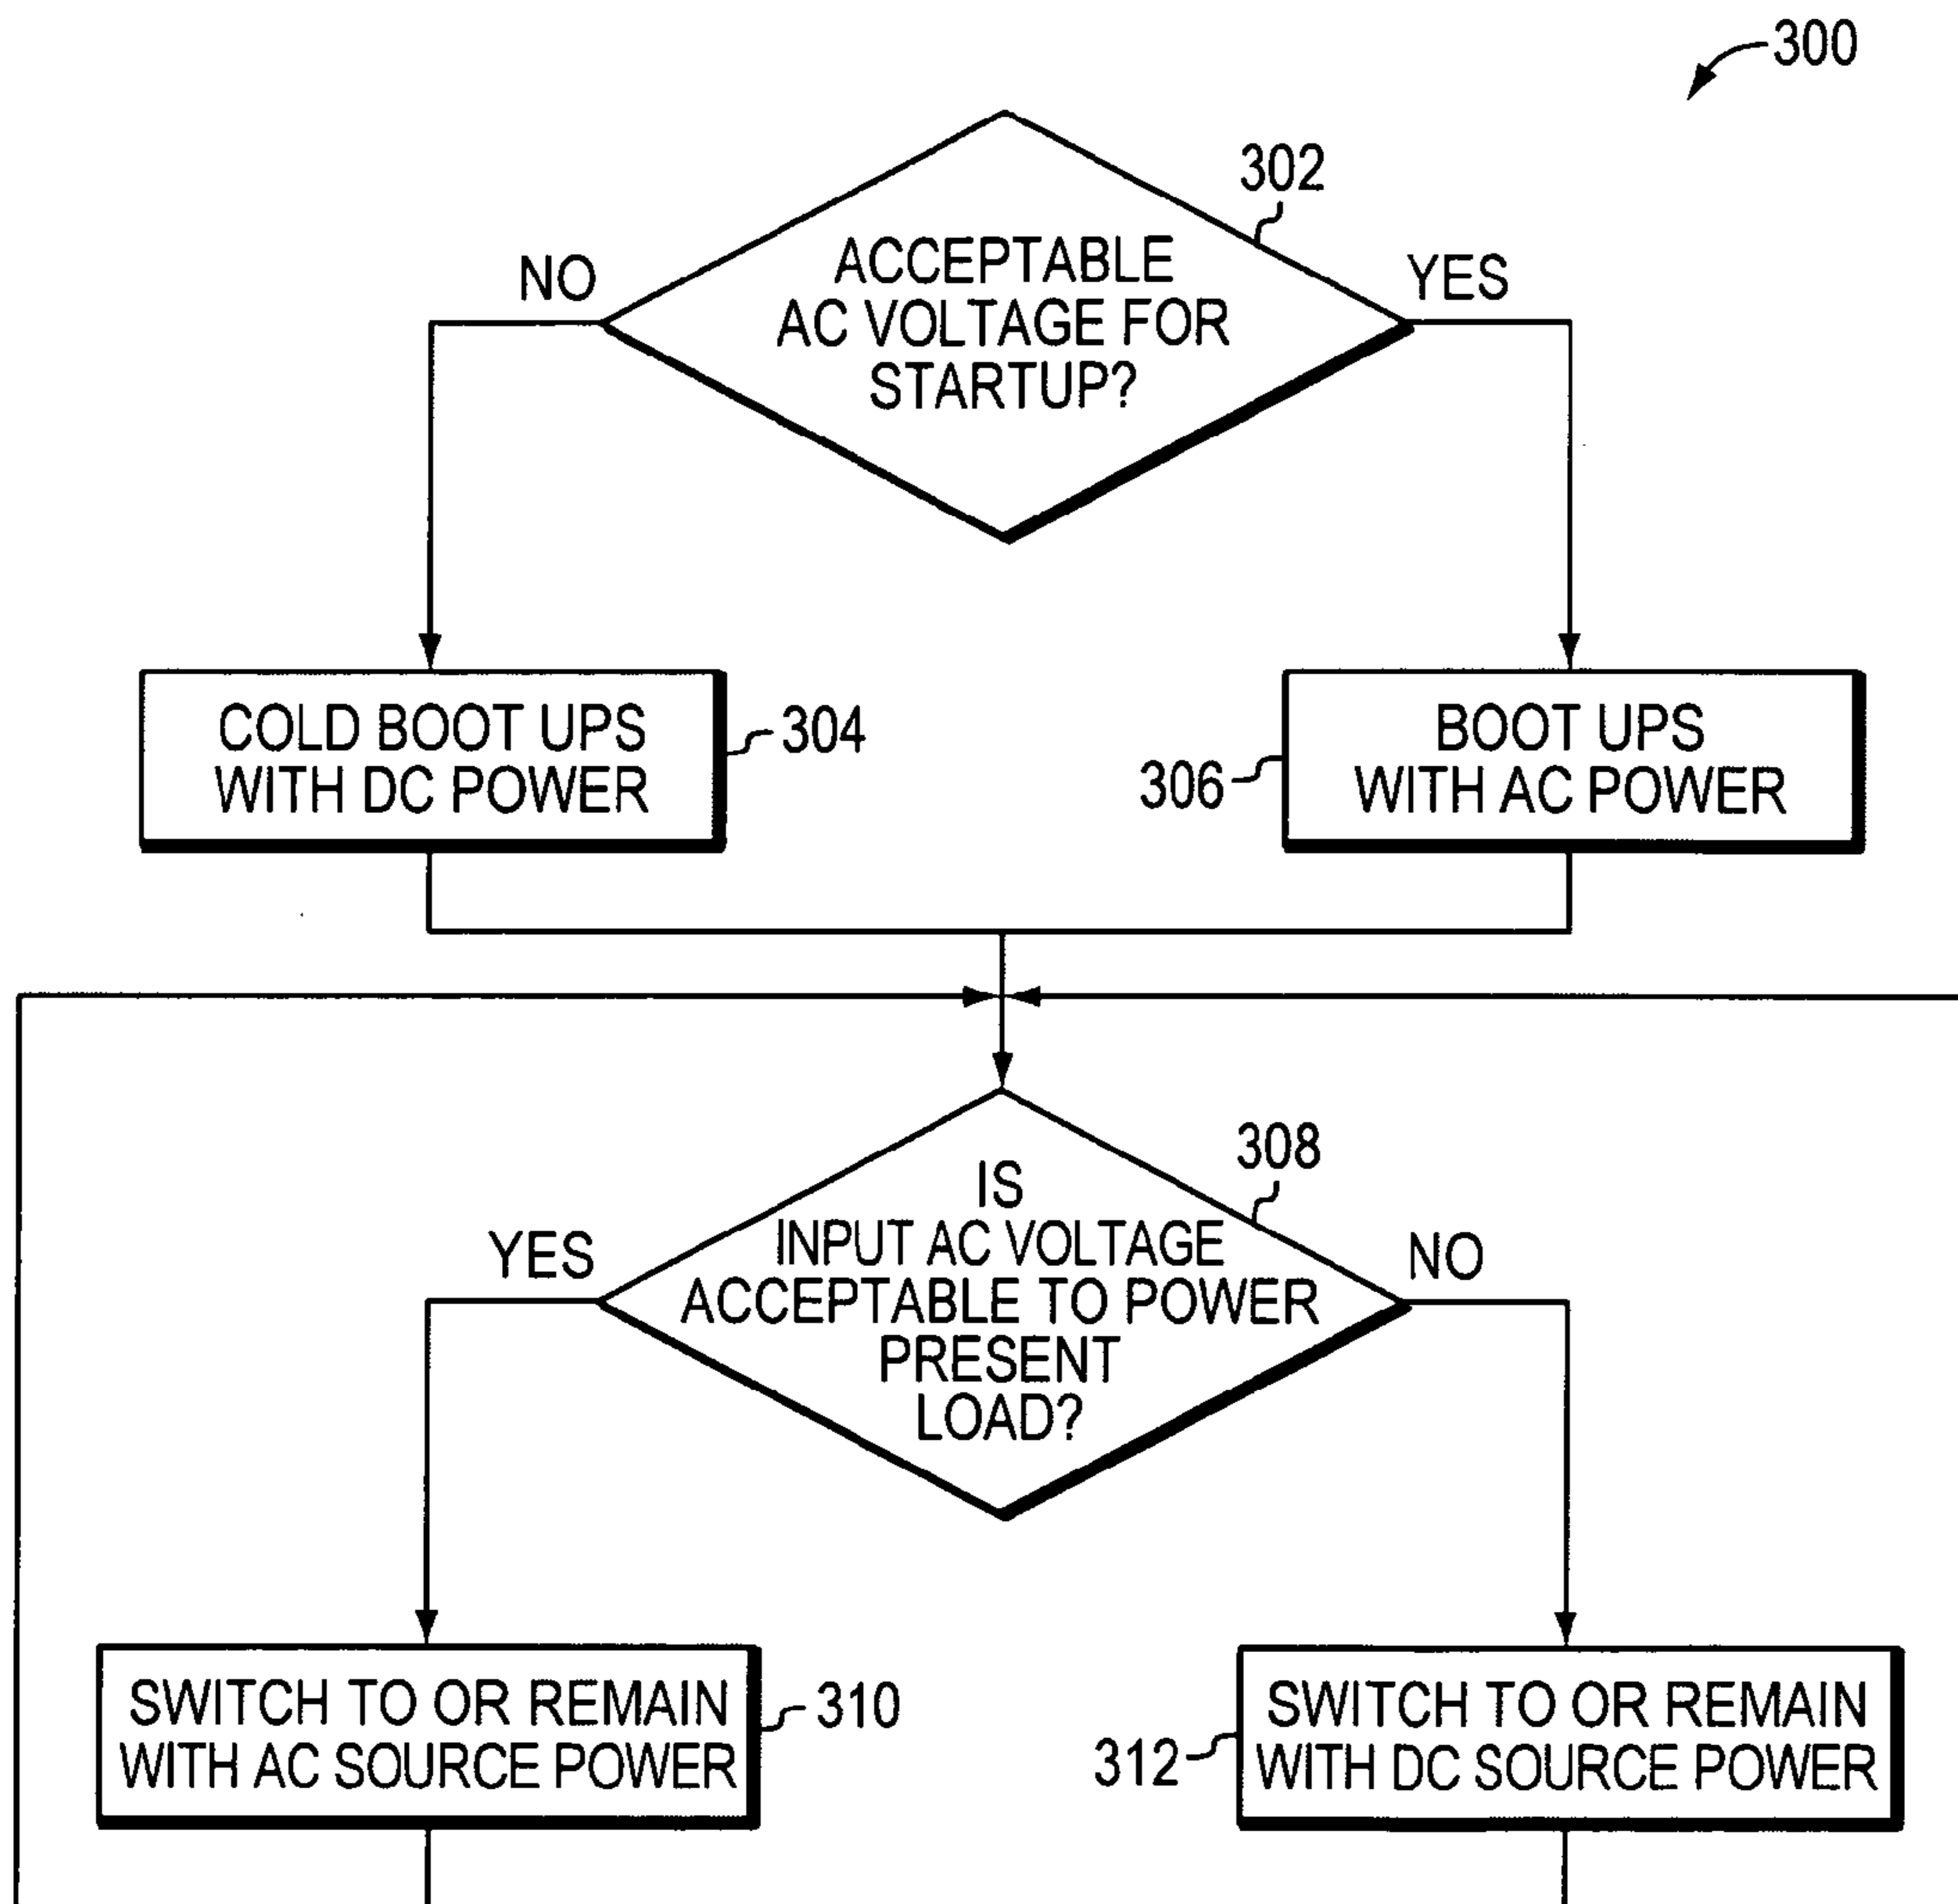 300
302
ACCEPTABLE
AC VOLTAGE FOR
STARTUP?
NO
YES
COLD BOOT UPS
WITH DC POWER
304
BOOT UPS
WITH AC POWER
306
308
IS
INPUT AC VOLTAGE
ACCEPTABLE TO POWER
PRESENT
LOAD?
YES
NO
SWITCH TO OR REMAIN
WITH AC SOURCE POWER
310
SWITCH TO OR REMAIN
WITH DC SOURCE POWER
312